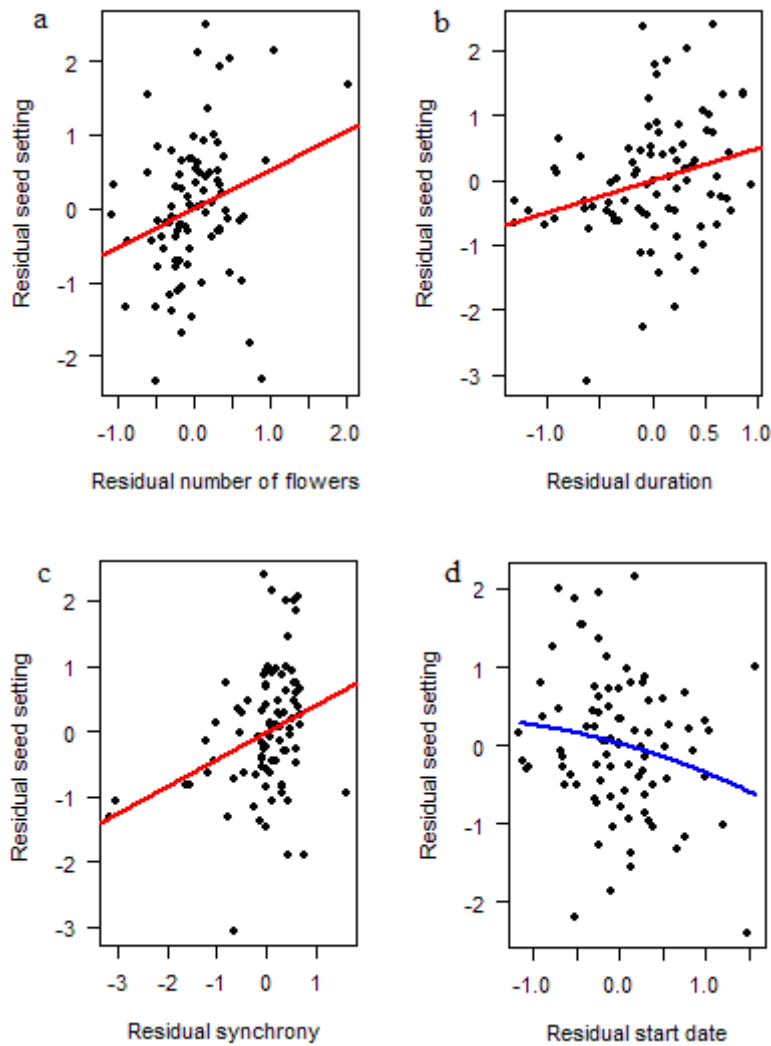 a
2
1
0
-1
-2
Residual seed setting
-1.0 0.0 1.0 2.0
Residual number of flowers
b
2
1
0
-1
-2
-3
Residual seed setting
-1.0 0.0 0.5 1.0
Residual duration
c
2
1
0
-1
-2
-3
Residual seed setting
-3 -2 -1 0 1
Residual synchrony
d
2
1
0
-1
-2
Residual seed setting
-1.0 0.0 1.0
Residual start date